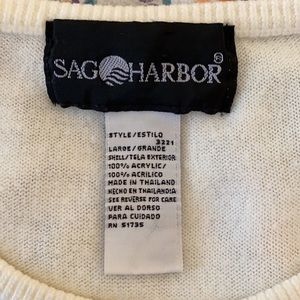 SAG HARBOR ®
STYLE/ESTILO
3221
LARGE/GRANDE
SHELL/TELA EXTERIOR
100% ACRYLIC/
100% ACRILICO
MADE IN THAILAND
HECHO EN THAILANDIA
SEE REVERSE FOR CARE
VER AL DORSO
PARA CUIDADO
RN 51735